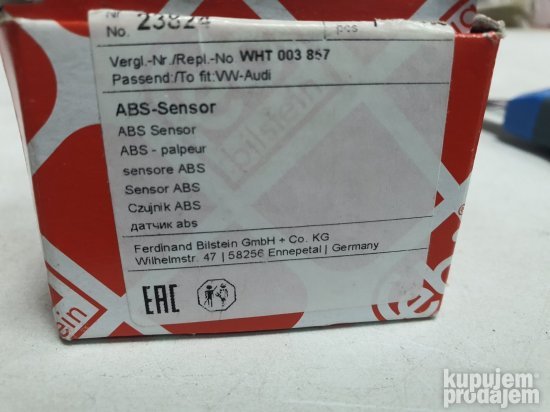 No. 23824 pcs
Vergl.-Nr./Repl.-No WHT 003 857
Passend:/To fit:VW-Audi
ABS-Sensor
ABS Sensor
ABS - palpeur
sensore ABS
Sensor ABS
Czujnik ABS
датчик abs
Ferdinand Bilstein GmbH + Co. KG
Wilhelmstr. 47 | 58256 Ennepetal | Germany
EAC
bilstein
kupujem
prodajem